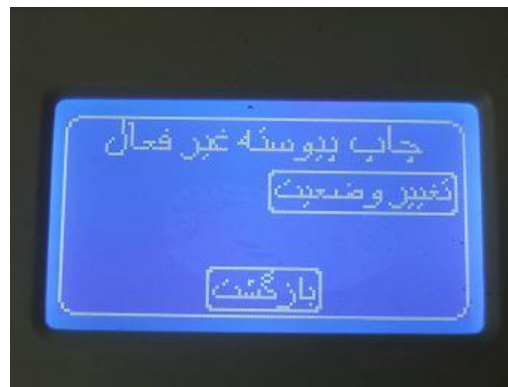 چاپ پیوسته غیر فعال
تغییر وضعیت
بازگشت